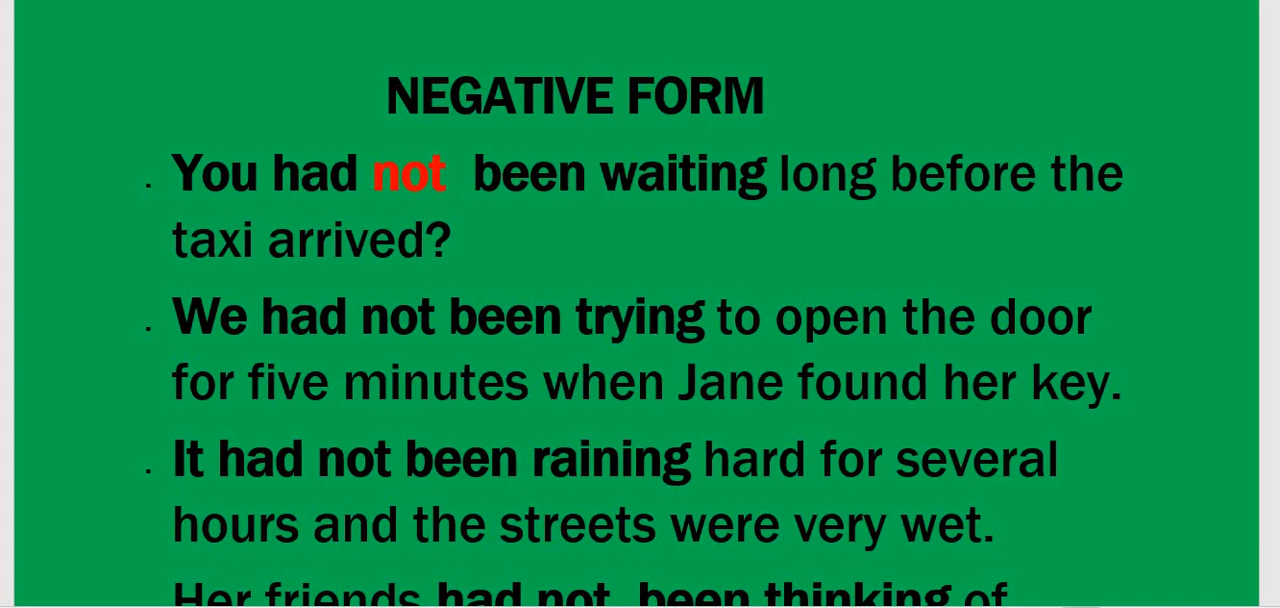 NEGATIVE FORM
. You had not been waiting long before the
taxi arrived?
. We had not been trying to open the door
for five minutes when Jane found her key.
. It had not been raining hard for several
hours and the streets were very wet.
Her friends had not been thinking of